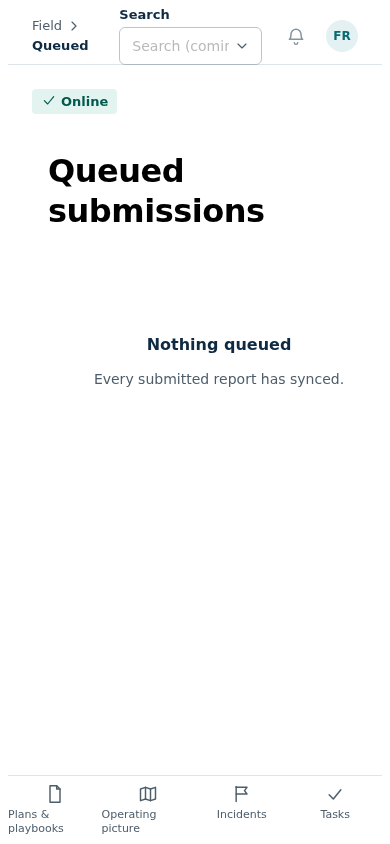 Field
Queued
Search
Search (comir
FR
Online
Queued
submissions
Nothing queued
Every submitted report has synced.
Plans &
playbooks
Operating
picture
Incidents
Tasks